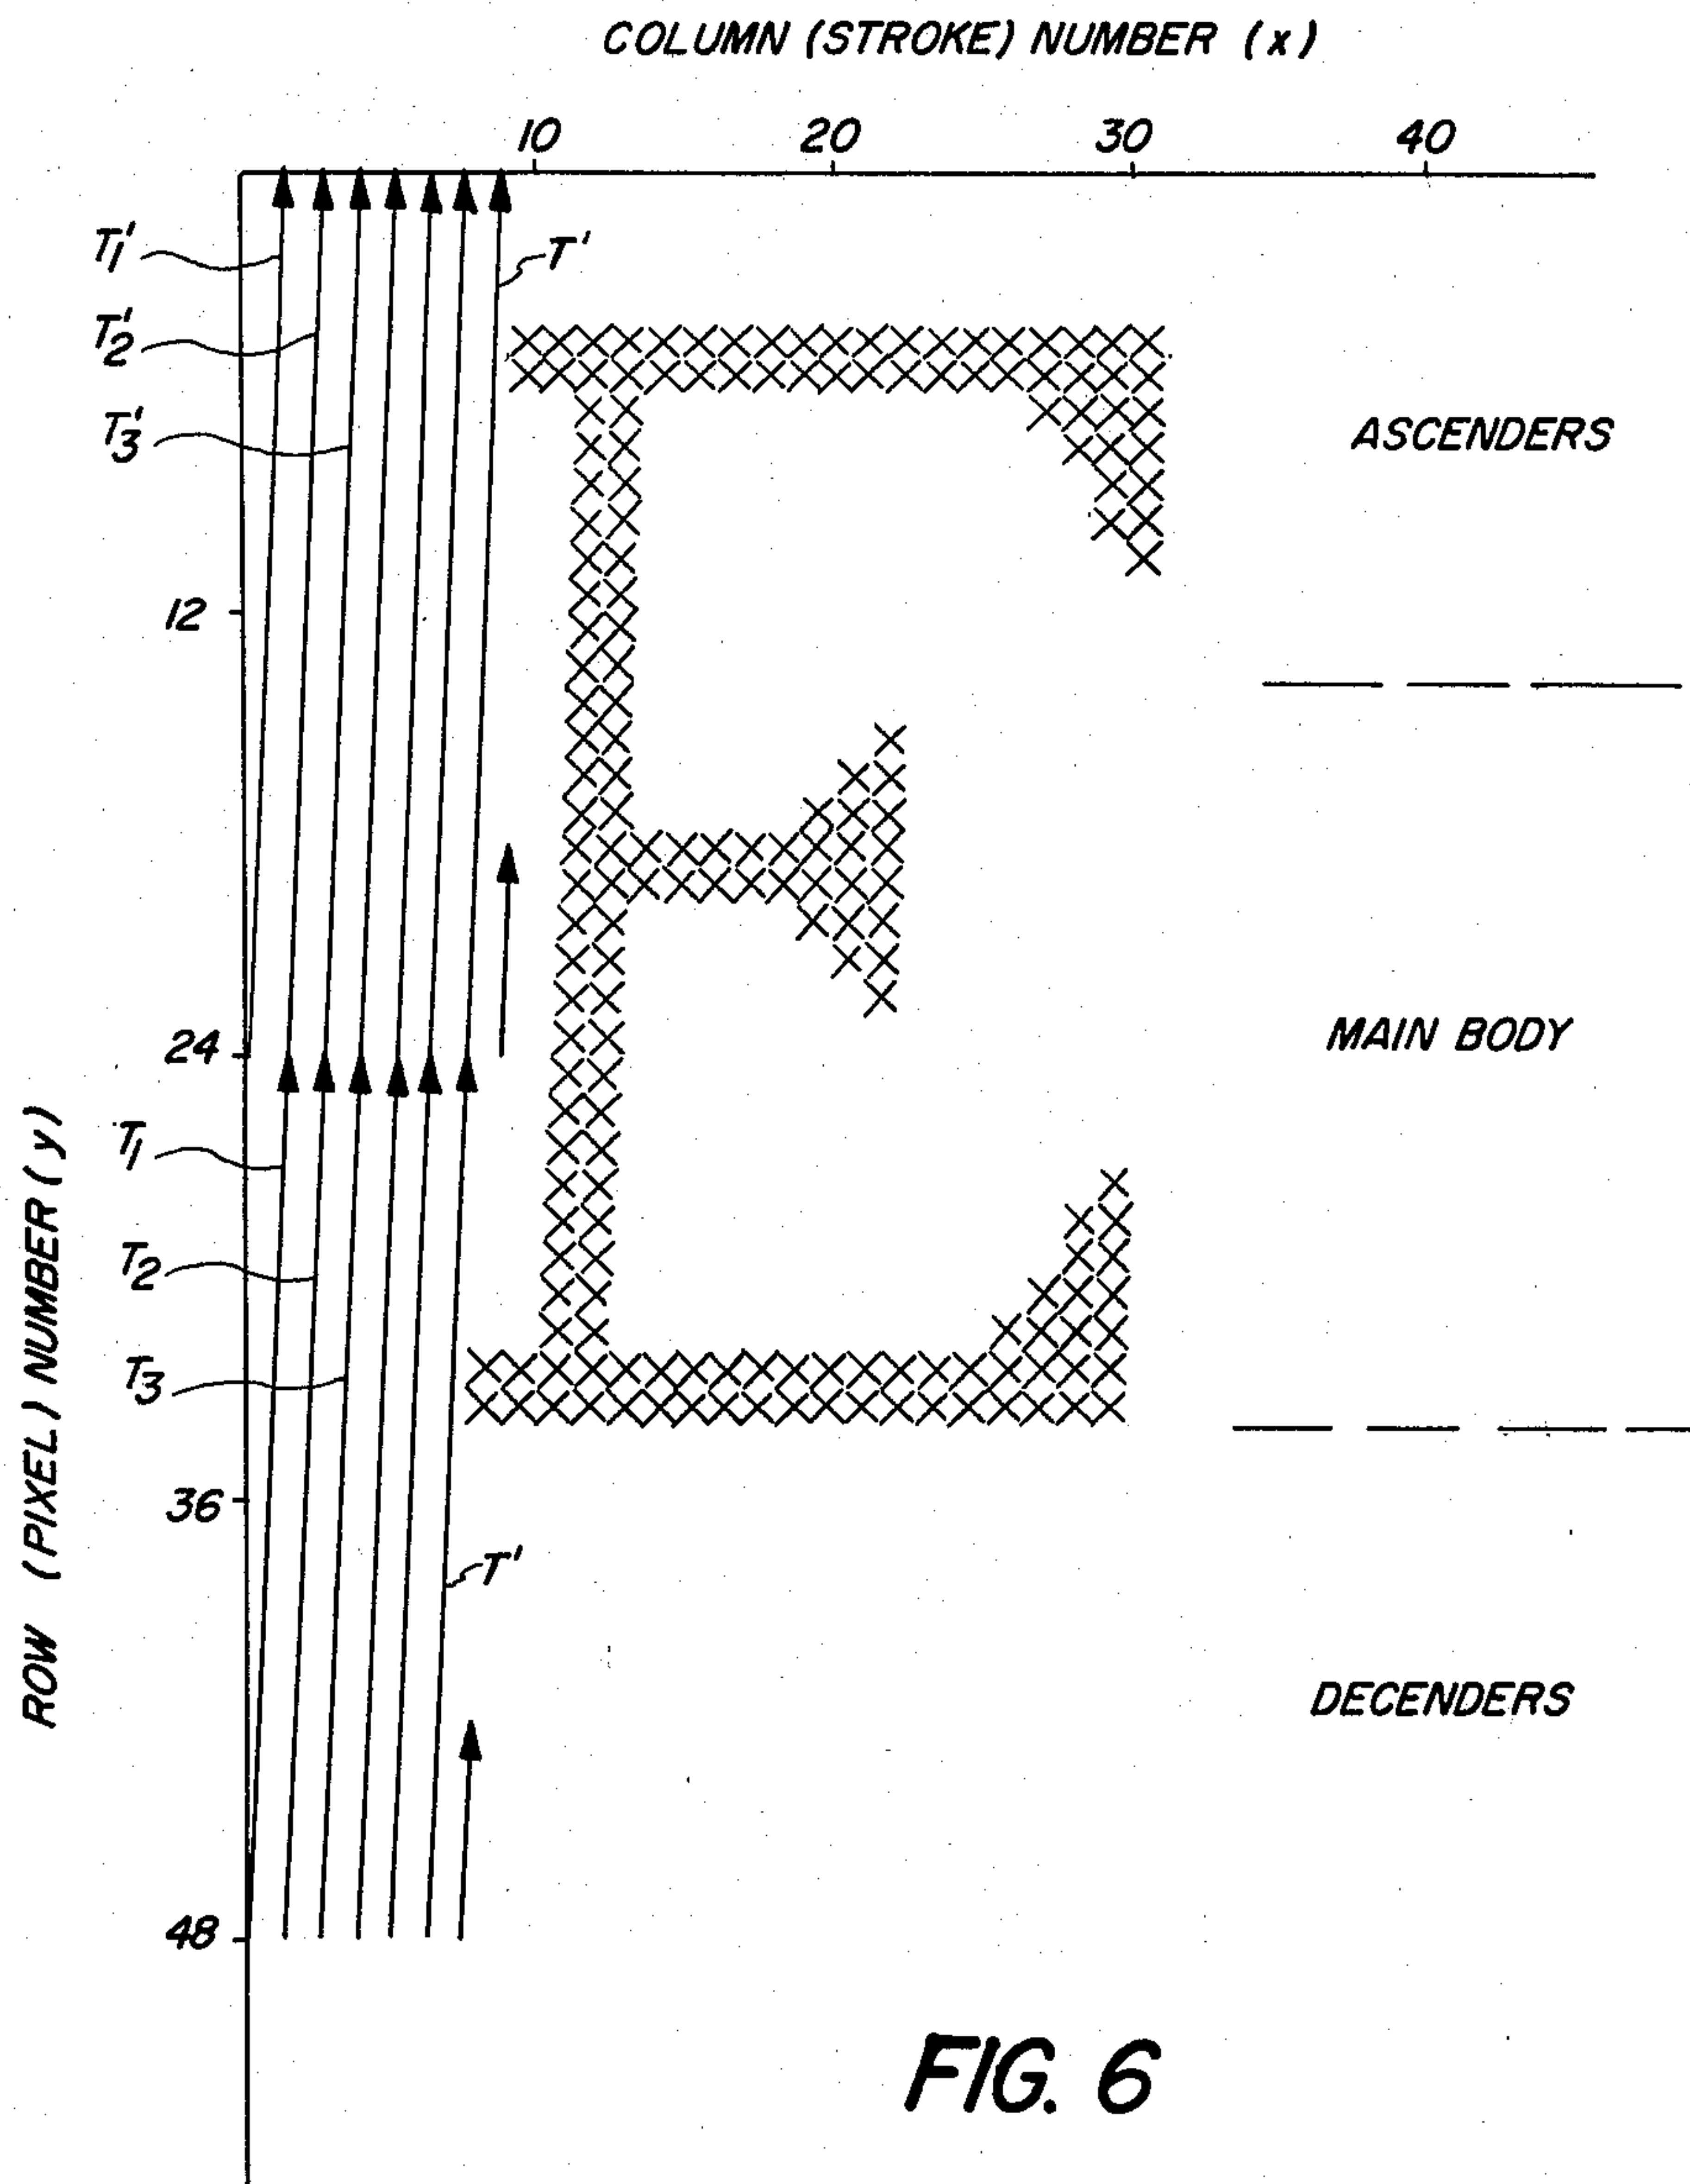 COLUMN (STROKE) NUMBER (x)
10 20 30 40
T1'
T'
T2'
T3'
ASCENDERS
12
24
MAIN BODY
T1
T2
T3
ROW (PIXEL) NUMBER (y)
36
T'
DECENDERS
48
FIG. 6